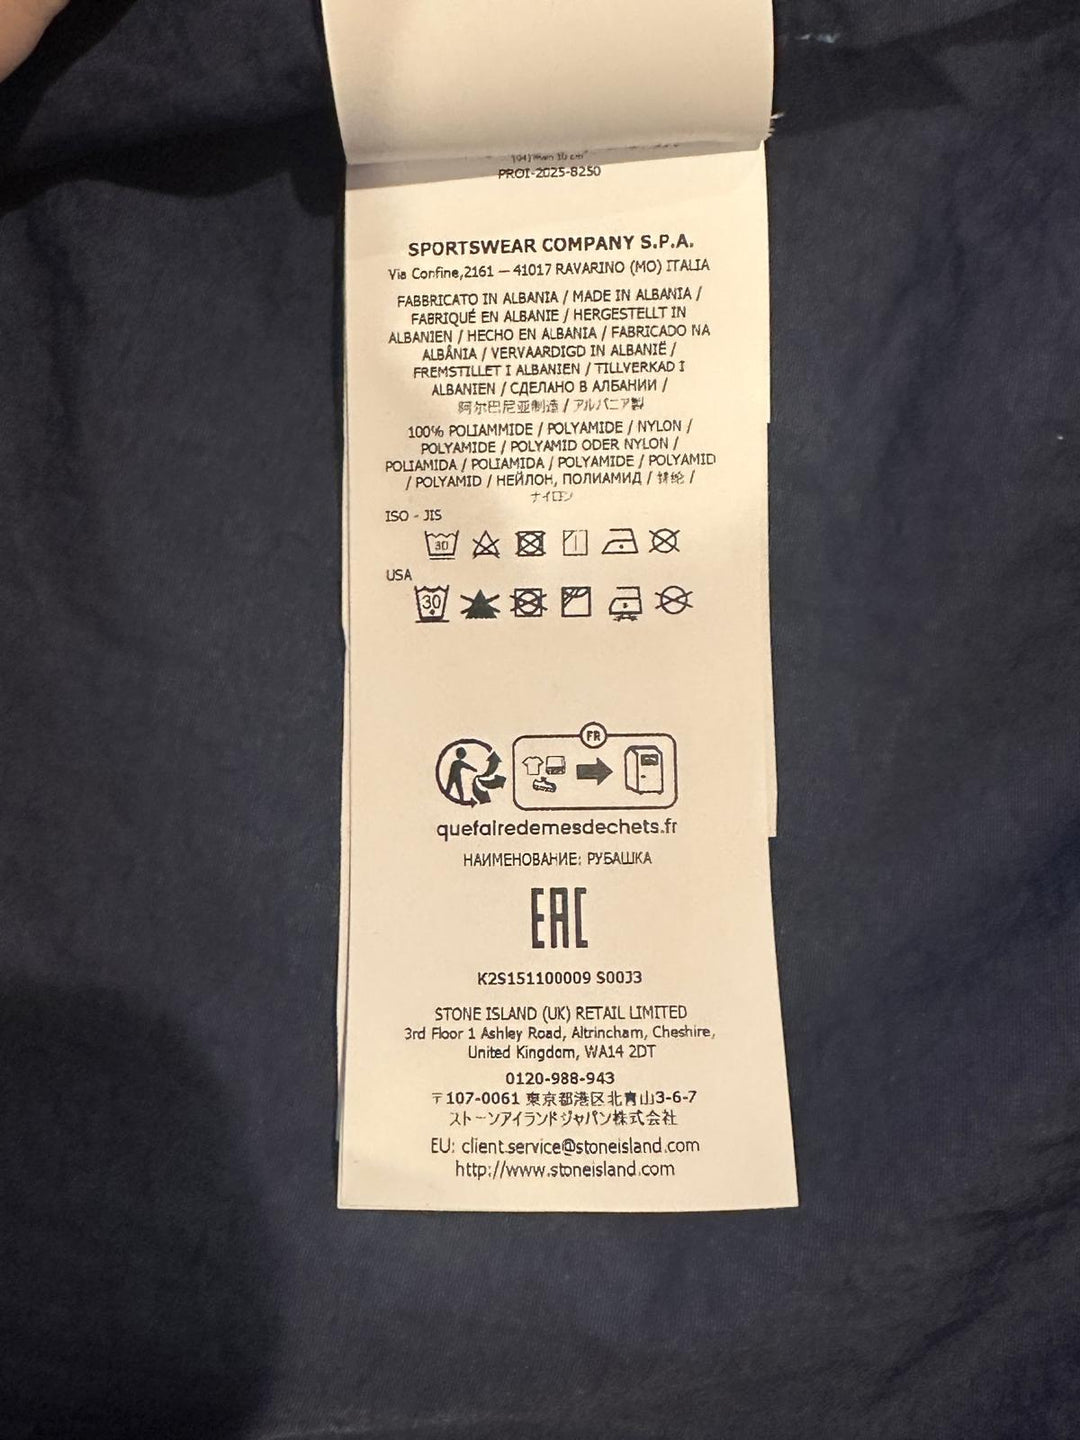 PROI-2025-8250
SPORTSWEAR COMPANY S.P.A.
Via Confine,2161 – 41017 RAVARINO (MO) ITALIA
FABBRICATO IN ALBANIA / MADE IN ALBANIA /
FABRIQUÉ EN ALBANIE / HERGESTELLT IN
ALBANIEN / HECHO EN ALBANIA / FABRICADO NA
ALBÂNIA / VERVAARDIGD IN ALBANIË /
FREMSTILLET I ALBANIEN / TILLVERKAD I
ALBANIEN / СДЕЛАНО В АЛБАНИИ /
阿尔巴尼亚制造 / アルバニア製
100% POLIAMMIDE / POLYAMIDE / NYLON /
POLYAMIDE / POLYAMID ODER NYLON /
POLIAMIDA / POLIAMIDA / POLYAMIDE / POLYAMID
/ POLYAMID / НЕЙЛОН, ПОЛИАМИД / 锦纶 /
ナイロン
ISO - JIS
30
USA
30
FR
quefairedemesdechets.fr
НАИМЕНОВАНИЕ: РУБАШКА
EAC
K2S151100009 S00J3
STONE ISLAND (UK) RETAIL LIMITED
3rd Floor 1 Ashley Road, Altrincham, Cheshire,
United Kingdom, WA14 2DT
0120-988-943
〒107-0061 東京都港区北青山3-6-7
ストーンアイランドジャパン株式会社
EU: client.service@stoneisland.com
http://www.stoneisland.com